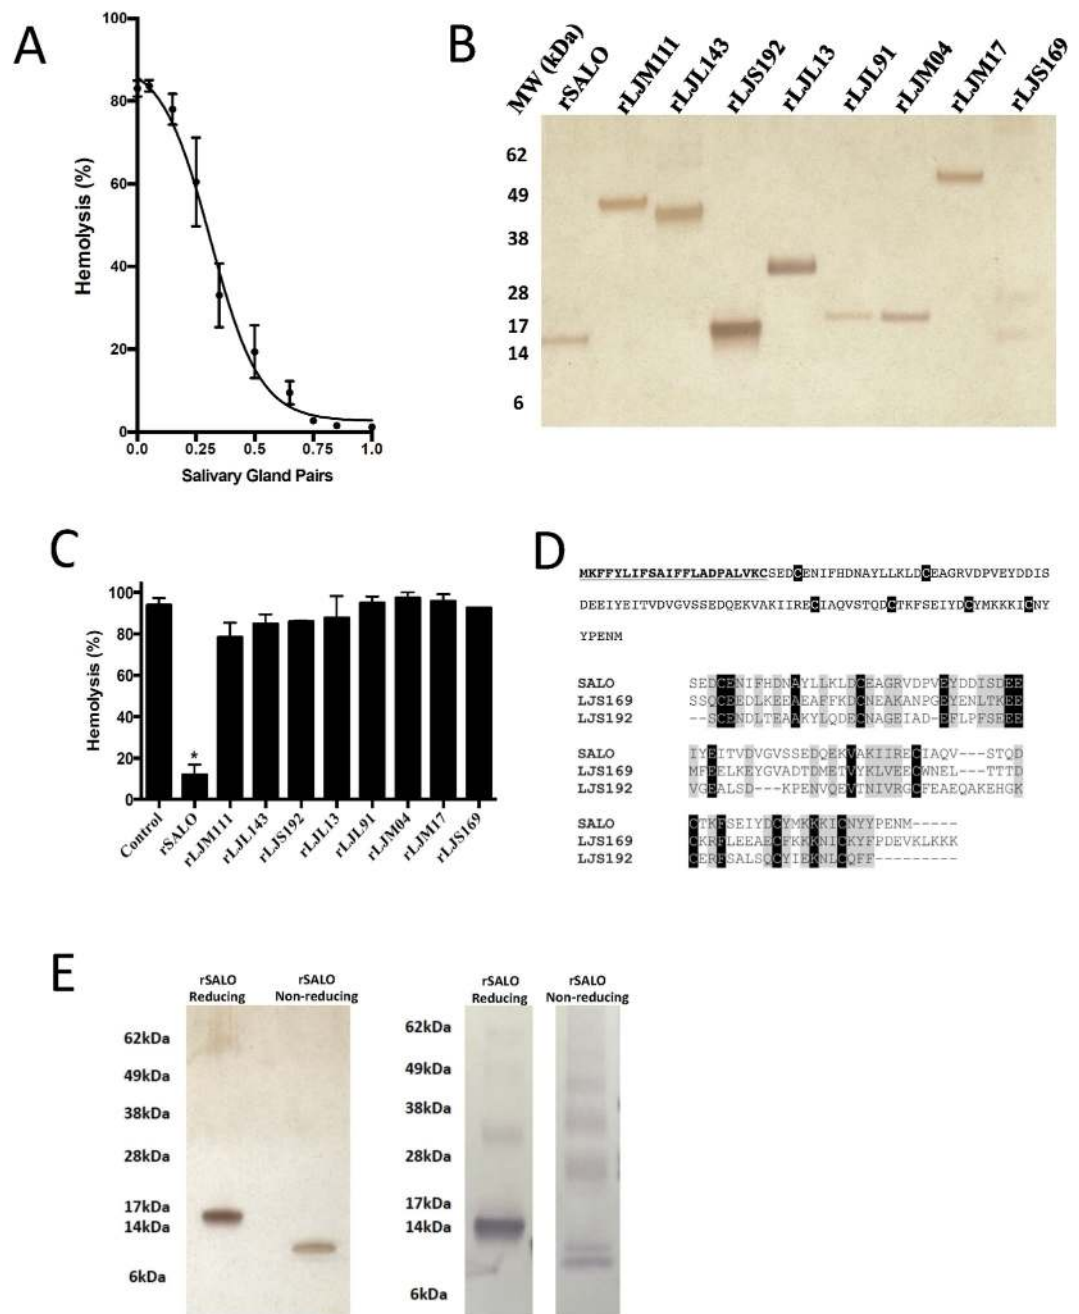 A
100
80
60
40
20
0
Hemolysis (%)
0.0 0.25 0.5 0.75 1.0
Salivary Gland Pairs
B
MW (kDa) rSALO rLJM111 rLJL143 rLJS192 rLJL13 rLJL91 rLJM04 rLJM17 rLJS169
62
49
38
28
17
14
6
C
100
80
60
40
20
0
Hemolysis (%)
*
Control rSALO rLJM111 rLJL143 rLJS192 rLJL13 rLJL91 rLJM04 rLJM17 rLJS169
D
MKFFYLIFSAIFFLADPALVKCSEDCENIFHDNAYLLKLDCEAGRVDPVEYDDIS
DEEIYEITVDVGVSSEDQEKVAKIIRECIAQVSTQDCTKFSEIYDCYMKKKICNY
YPENM
SALO SEDCENIFHDNAYLLKLDCEAGRVDPVEYDDISDEE
LJS169 SSQCEEDLKEEAEAFFKDCNEAKANPGEYENLTKEE
LJS192 --SCENDLTEAAKYLQDECNAGEIAD-EFLPFSEEE
SALO IYEITVDVGVSSEDQEKVAKIIRECIAQV---STQD
LJS169 MFEELKEYGVADTDMETVYKLVEECWNEL---TTTD
LJS192 VGEALSD---KPENVQEVTNIVRGCFEAEQAKEHGK
SALO CTKFSEIYDCYMKKKICNYYPENM-----
LJS169 CKRFLEEAECFKKKNICKYFPDEVKLKKK
LJS192 CERFSALSQCYIEKNLCQFF---------
E
rSALO Reducing
rSALO Non-reducing
62kDa
49kDa
38kDa
28kDa
17kDa
14kDa
6kDa
rSALO Reducing
rSALO Non-reducing
62kDa
49kDa
38kDa
28kDa
17kDa
14kDa
6kDa